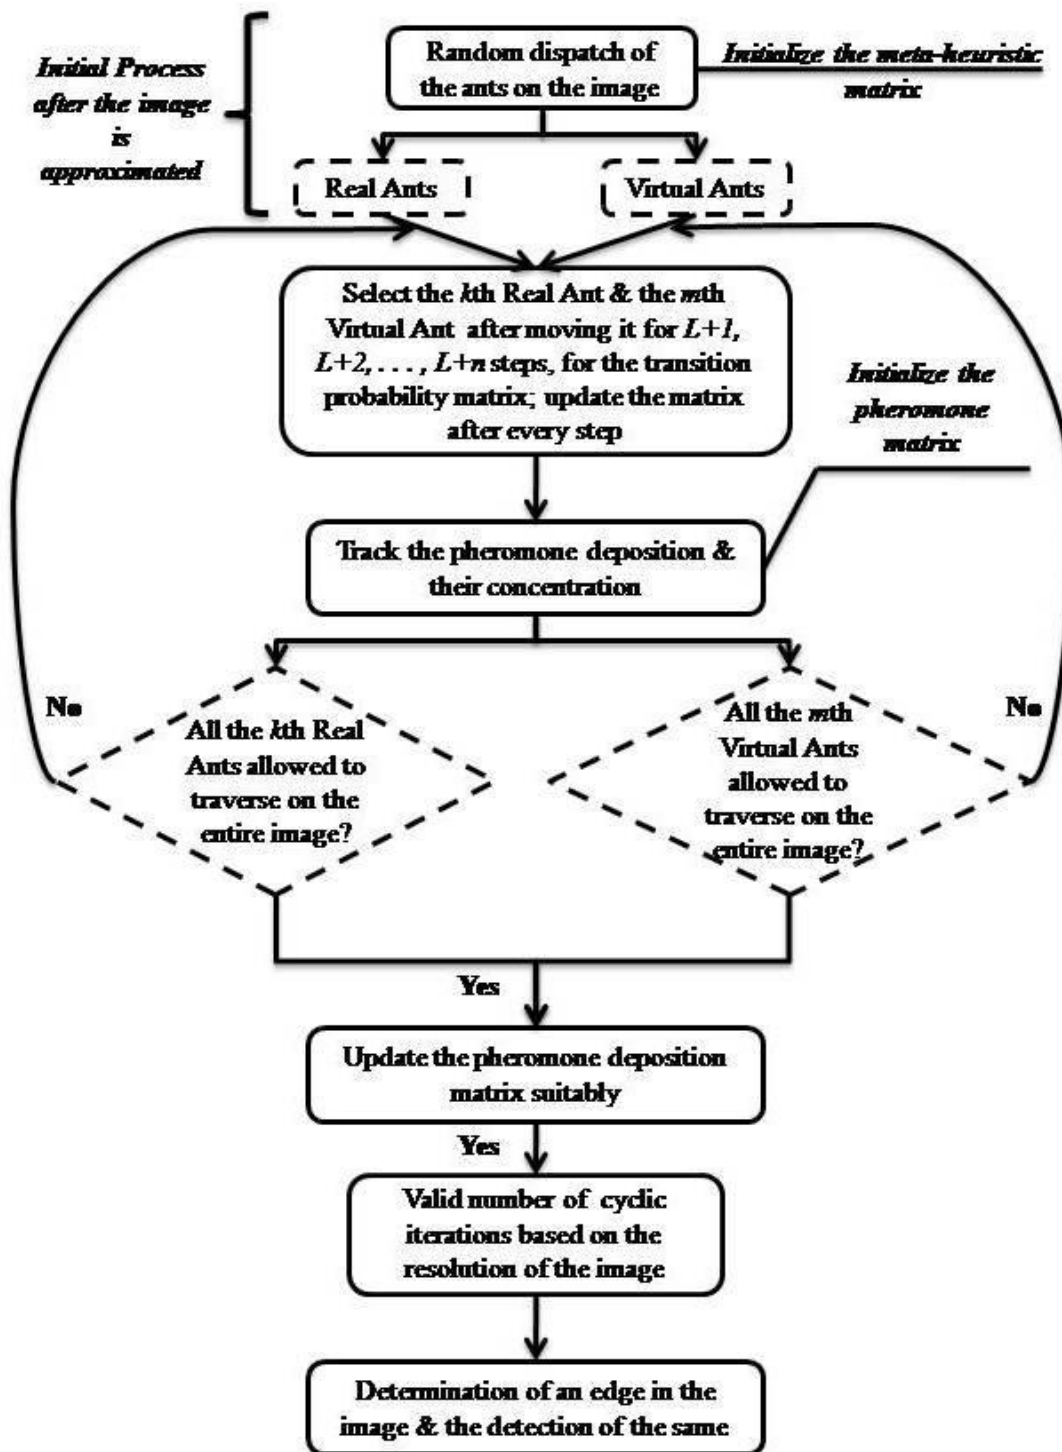 Random dispatch of
the ants on the image
Initialize the meta-heuristic
matrix
Initial Process
after the image
is
approximated
Real Ants
Virtual Ants
Select the kth Real Ant & the mth
Virtual Ant after moving it for L+1,
L+2, . . . , L+n steps, for the transition
probability matrix; update the matrix
after every step
Initialize the
pheromone
matrix
Track the pheromone deposition &
their concentration
No
All the kth Real
Ants allowed to
traverse on the
entire image?
All the mth
Virtual Ants
allowed to
traverse on the
entire image?
No
Yes
Update the pheromone deposition
matrix suitably
Yes
Valid number of cyclic
iterations based on the
resolution of the image
Determination of an edge in the
image & the detection of the same